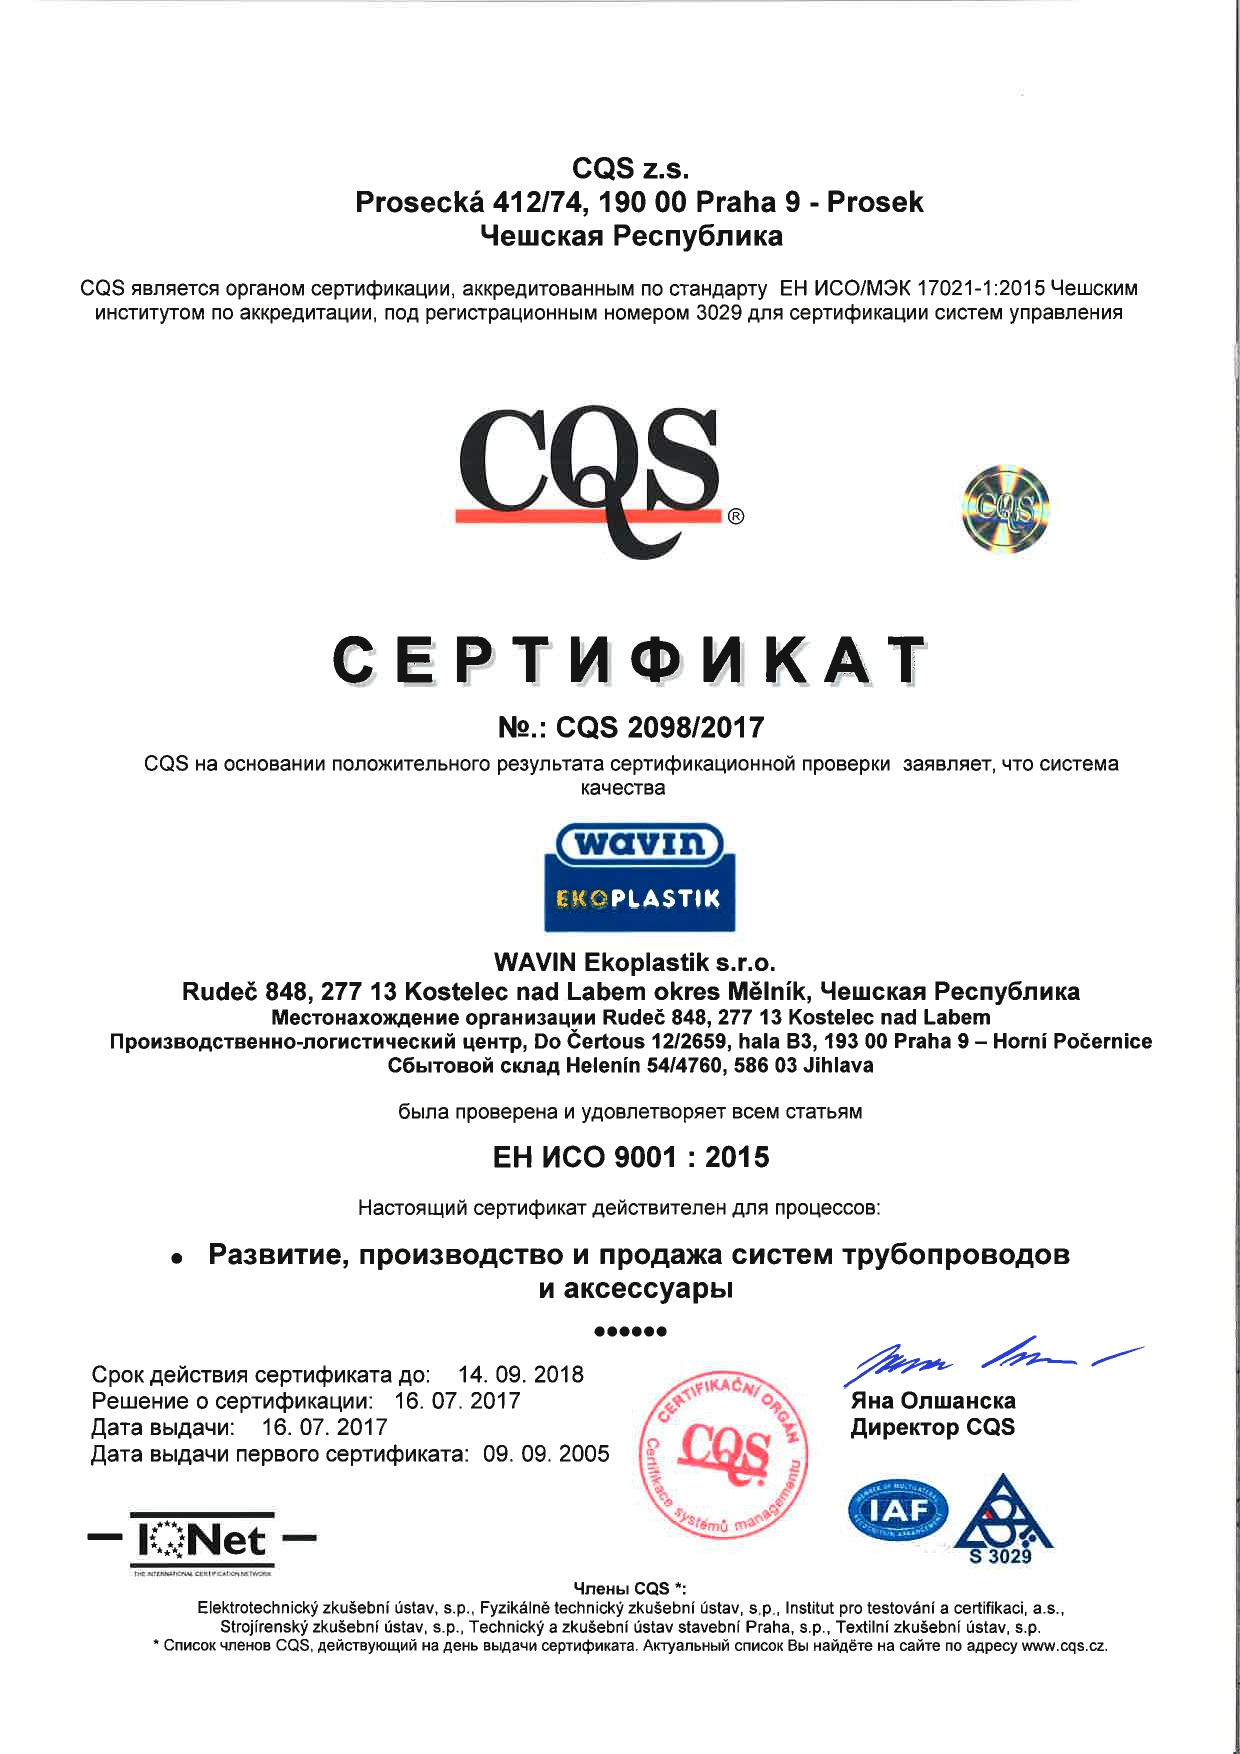 CQS z.s.
Prosecká 412/74, 190 00 Praha 9 - Prosek
Чешская Республика
CQS является органом сертификации, аккредитованным по стандарту ЕН ИСО/МЭК 17021-1:2015 Чешским
институтом по аккредитации, под регистрационным номером 3029 для сертификации систем управления
CQS ®
CQS
СЕРТИФИКАТ
№.: CQS 2098/2017
CQS на основании положительного результата сертификационной проверки заявляет, что система
качества
wavin
EKOPLASTIK
WAVIN Ekoplastik s.r.o.
Rudeč 848, 277 13 Kostelec nad Labem okres Mělník, Чешская Республика
Местонахождение организации Rudeč 848, 277 13 Kostelec nad Labem
Производственно-логистический центр, Do Čertous 12/2659, hala B3, 193 00 Praha 9 – Horní Počernice
Сбытовой склад Helenín 54/4760, 586 03 Jihlava
была проверена и удовлетворяет всем статьям
ЕН ИСО 9001 : 2015
Настоящий сертификат действителен для процессов:
• Развитие, производство и продажа систем трубопроводов
и аксессуары
••••••
Срок действия сертификата до: 14. 09. 2018
Решение о сертификации: 16. 07. 2017
Дата выдачи: 16. 07. 2017
Дата выдачи первого сертификата: 09. 09. 2005
CERTIFIKAČNÍ ORGÁN
CQS
Certifikace systémů managementu
Яна Олшанска
Директор CQS
IQNet
THE INTERNATIONAL CERTIFICATION NETWORK
MEMBER OF MULTILATERAL
IAF
RECOGNITION ARRANGEMENT
S 3029
Члены CQS *:
Elektrotechnický zkušební ústav, s.p., Fyzikálně technický zkušební ústav, s.p., Institut pro testování a certifikaci, a.s.,
Strojírenský zkušební ústav, s.p., Technický a zkušební ústav stavební Praha, s.p., Textilní zkušební ústav, s.p.
* Список членов CQS, действующий на день выдачи сертификата. Актуальный список Вы найдёте на сайте по адресу www.cqs.cz.